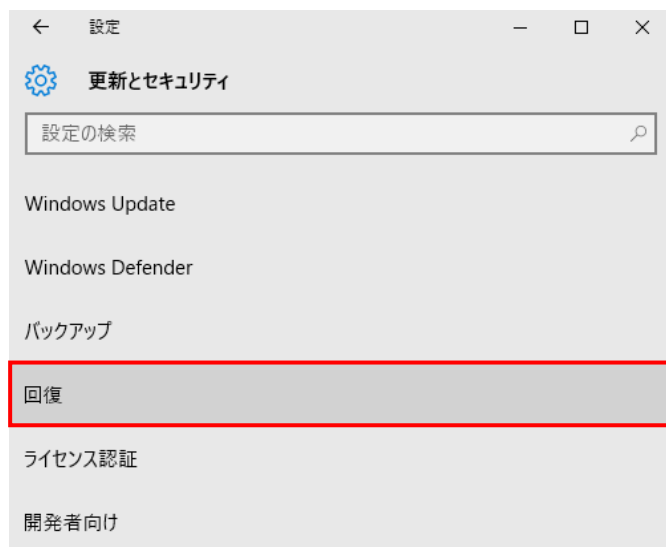 設定
更新とセキュリティ
設定の検索
Windows Update
Windows Defender
バックアップ
回復
ライセンス認証
開発者向け